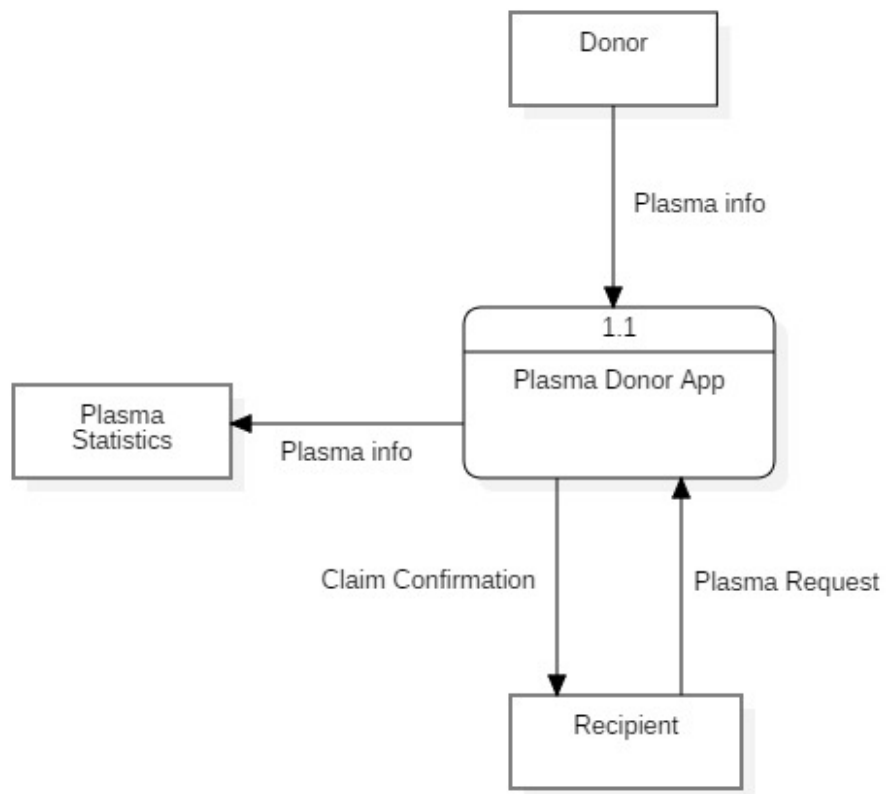 Donor
Plasma info
1.1
Plasma Donor App
Plasma
Statistics
Plasma info
Claim Confirmation
Plasma Request
Recipient